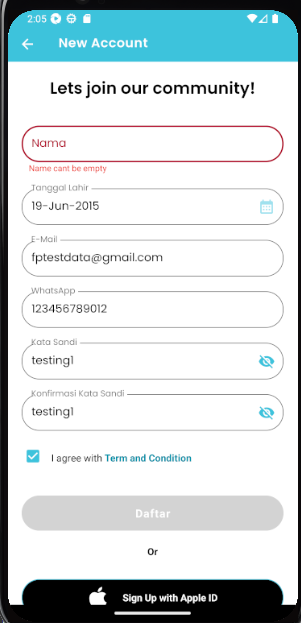 2:05
New Account
Lets join our community!
Nama
Name cant be empty
Tanggal Lahir
19-Jun-2015
E-Mail
fptestdata@gmail.com
WhatsApp
123456789012
Kata Sandi
testing1
Konfirmasi Kata Sandi
testing1
I agree with Term and Condition
Daftar
Or
Sign Up with Apple ID